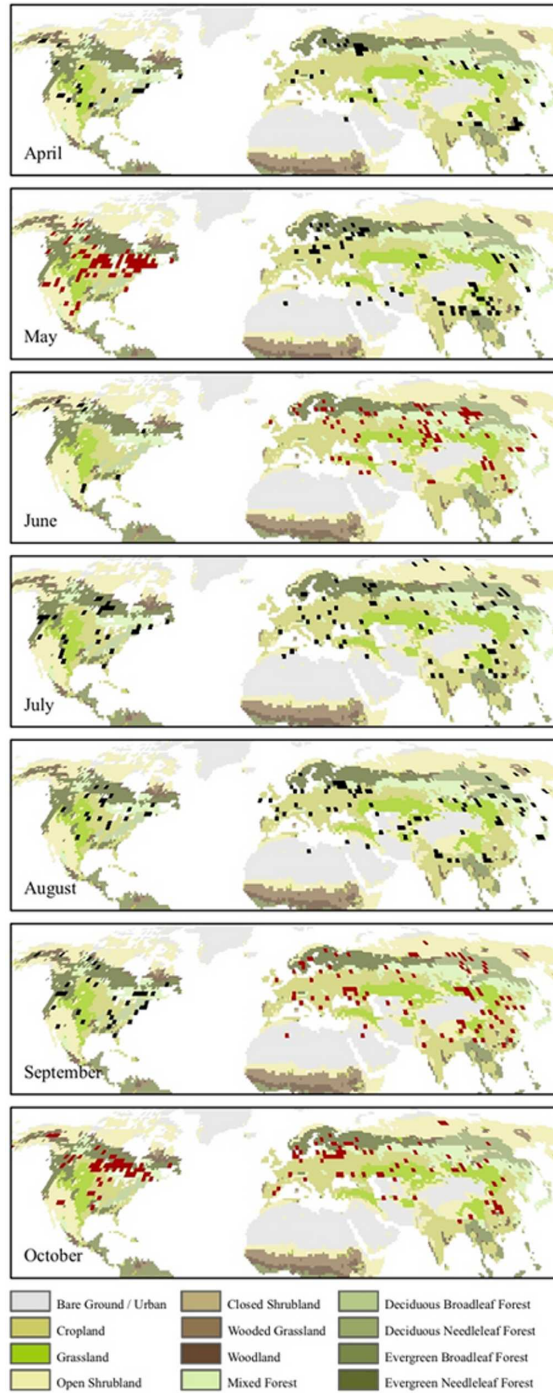 April
May
June
July
August
September
October
Bare Ground / Urban
Cropland
Grassland
Open Shrubland
Closed Shrubland
Wooded Grassland
Woodland
Mixed Forest
Deciduous Broadleaf Forest
Deciduous Needleleaf Forest
Evergreen Broadleaf Forest
Evergreen Needleleaf Forest